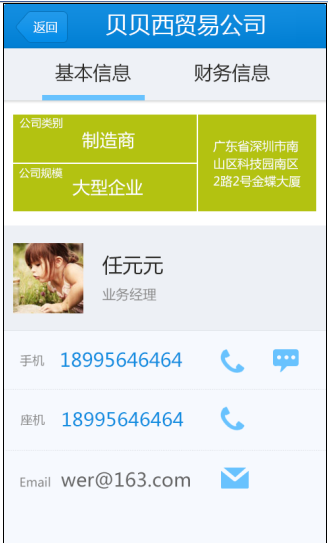 返回
贝贝西贸易公司
基本信息
财务信息
公司类别
制造商
公司规模
大型企业
广东省深圳市南
山区科技园南区
2路2号金蝶大厦
任元元
业务经理
手机 18995646464
座机 18995646464
Email wer@163.com